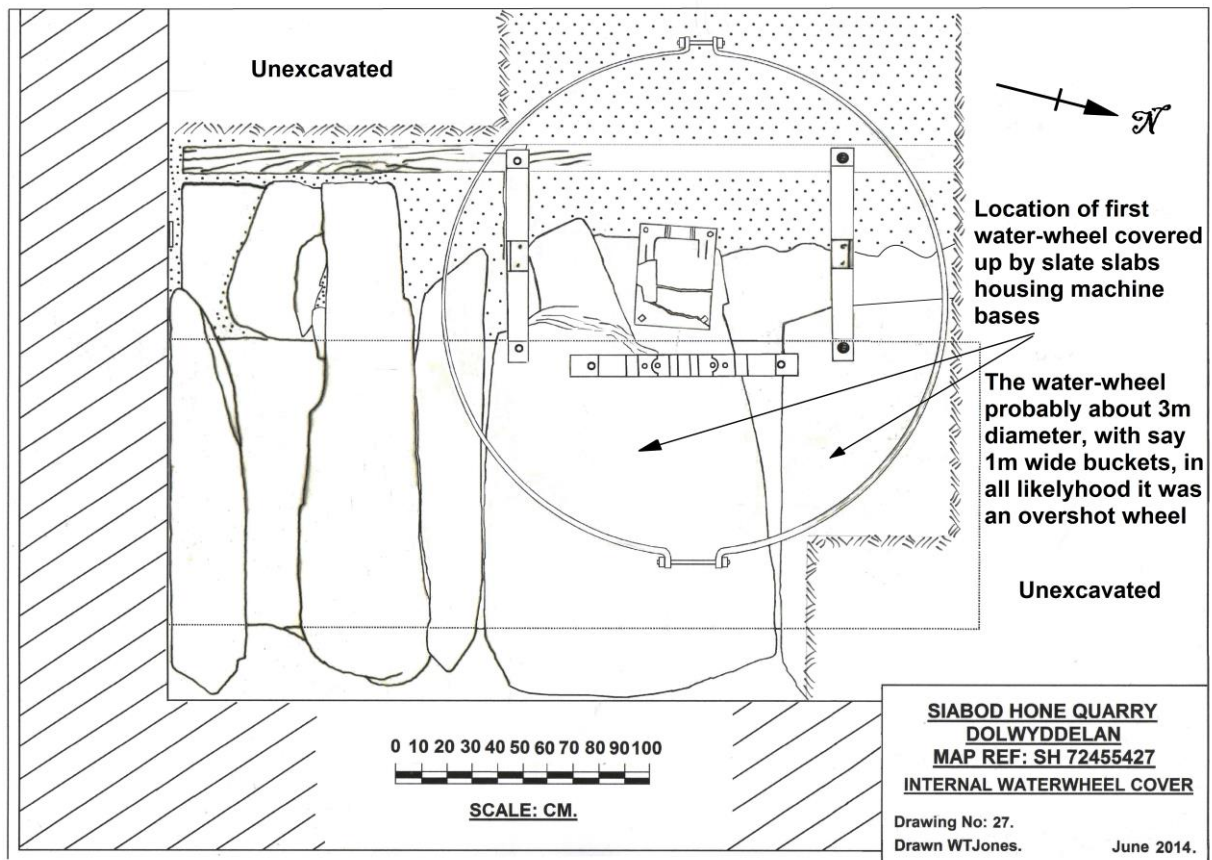 Unexcavated
N
Location of first
water-wheel covered
up by slate slabs
housing machine
bases
The water-wheel
probably about 3m
diameter, with say
1m wide buckets, in
all likelyhood it was
an overshot wheel
Unexcavated
0 10 20 30 40 50 60 70 80 90 100
SCALE: CM.
SIABOD HONE QUARRY
DOLWYDDELAN
MAP REF: SH 72455427
INTERNAL WATERWHEEL COVER
Drawing No: 27.
Drawn WTJones. June 2014.